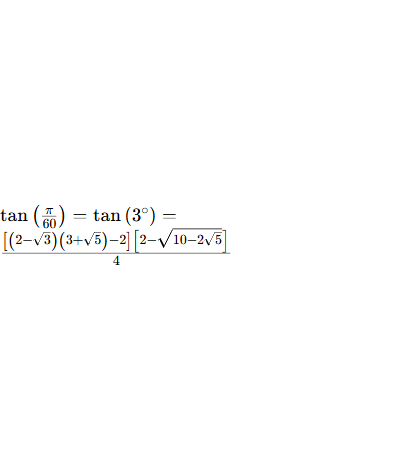 tan (π/60) = tan (3°) =
[(2−√3)(3+√5)−2][2−√(10−2√5)]
4